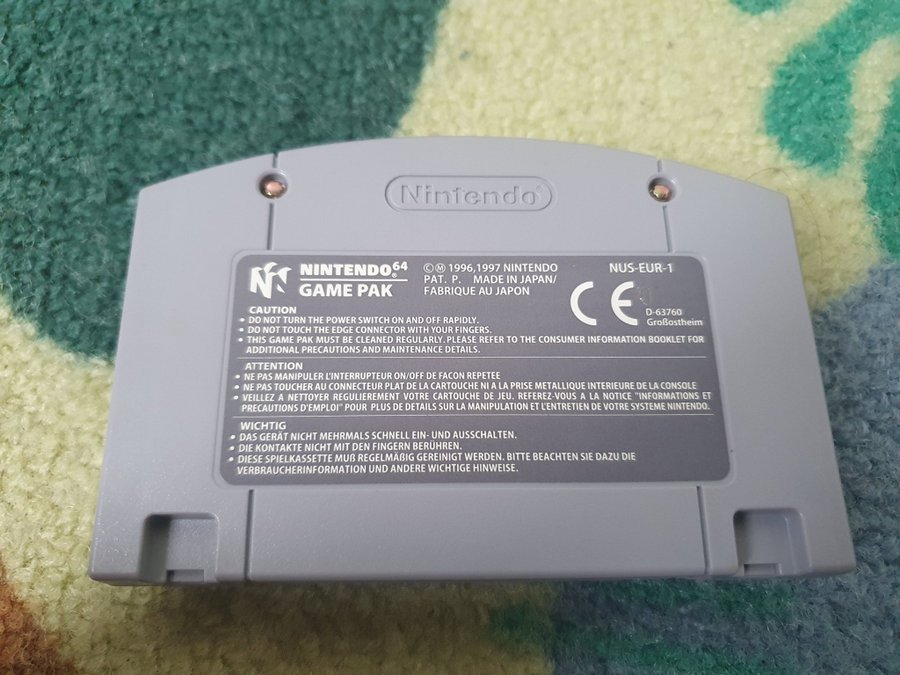 Nintendo®
NINTENDO64®
GAME PAK
©Ⓜ 1996,1997 NINTENDO
PAT. P. MADE IN JAPAN/
FABRIQUE AU JAPON
NUS-EUR-1
CE
D-63760
Großostheim
CAUTION
• DO NOT TURN THE POWER SWITCH ON AND OFF RAPIDLY.
• DO NOT TOUCH THE EDGE CONNECTOR WITH YOUR FINGERS.
• THIS GAME PAK MUST BE CLEANED REGULARLY. PLEASE REFER TO THE CONSUMER INFORMATION BOOKLET FOR
ADDITIONAL PRECAUTIONS AND MAINTENANCE DETAILS.
ATTENTION
• NE PAS MANIPULER L'INTERRUPTEUR ON/OFF DE FACON REPETEE
• NE PAS TOUCHER AU CONNECTEUR PLAT DE LA CARTOUCHE NI A LA PRISE METALLIQUE INTERIEURE DE LA CONSOLE
• VEILLEZ A NETTOYER REGULIEREMENT VOTRE CARTOUCHE DE JEU. REFEREZ-VOUS A LA NOTICE "INFORMATIONS ET
PRECAUTIONS D'EMPLOI" POUR PLUS DE DETAILS SUR LA MANIPULATION ET L'ENTRETIEN DE VOTRE SYSTEME NINTENDO.
WICHTIG
• DAS GERÄT NICHT MEHRMALS SCHNELL EIN- UND AUSSCHALTEN.
• DIE KONTAKTE NICHT MIT DEN FINGERN BERÜHREN.
• DIESE SPIELKASSETTE MUß REGELMÄßIG GEREINIGT WERDEN. BITTE BEACHTEN SIE DAZU DIE
VERBRAUCHERINFORMATION UND ANDERE WICHTIGE HINWEISE.